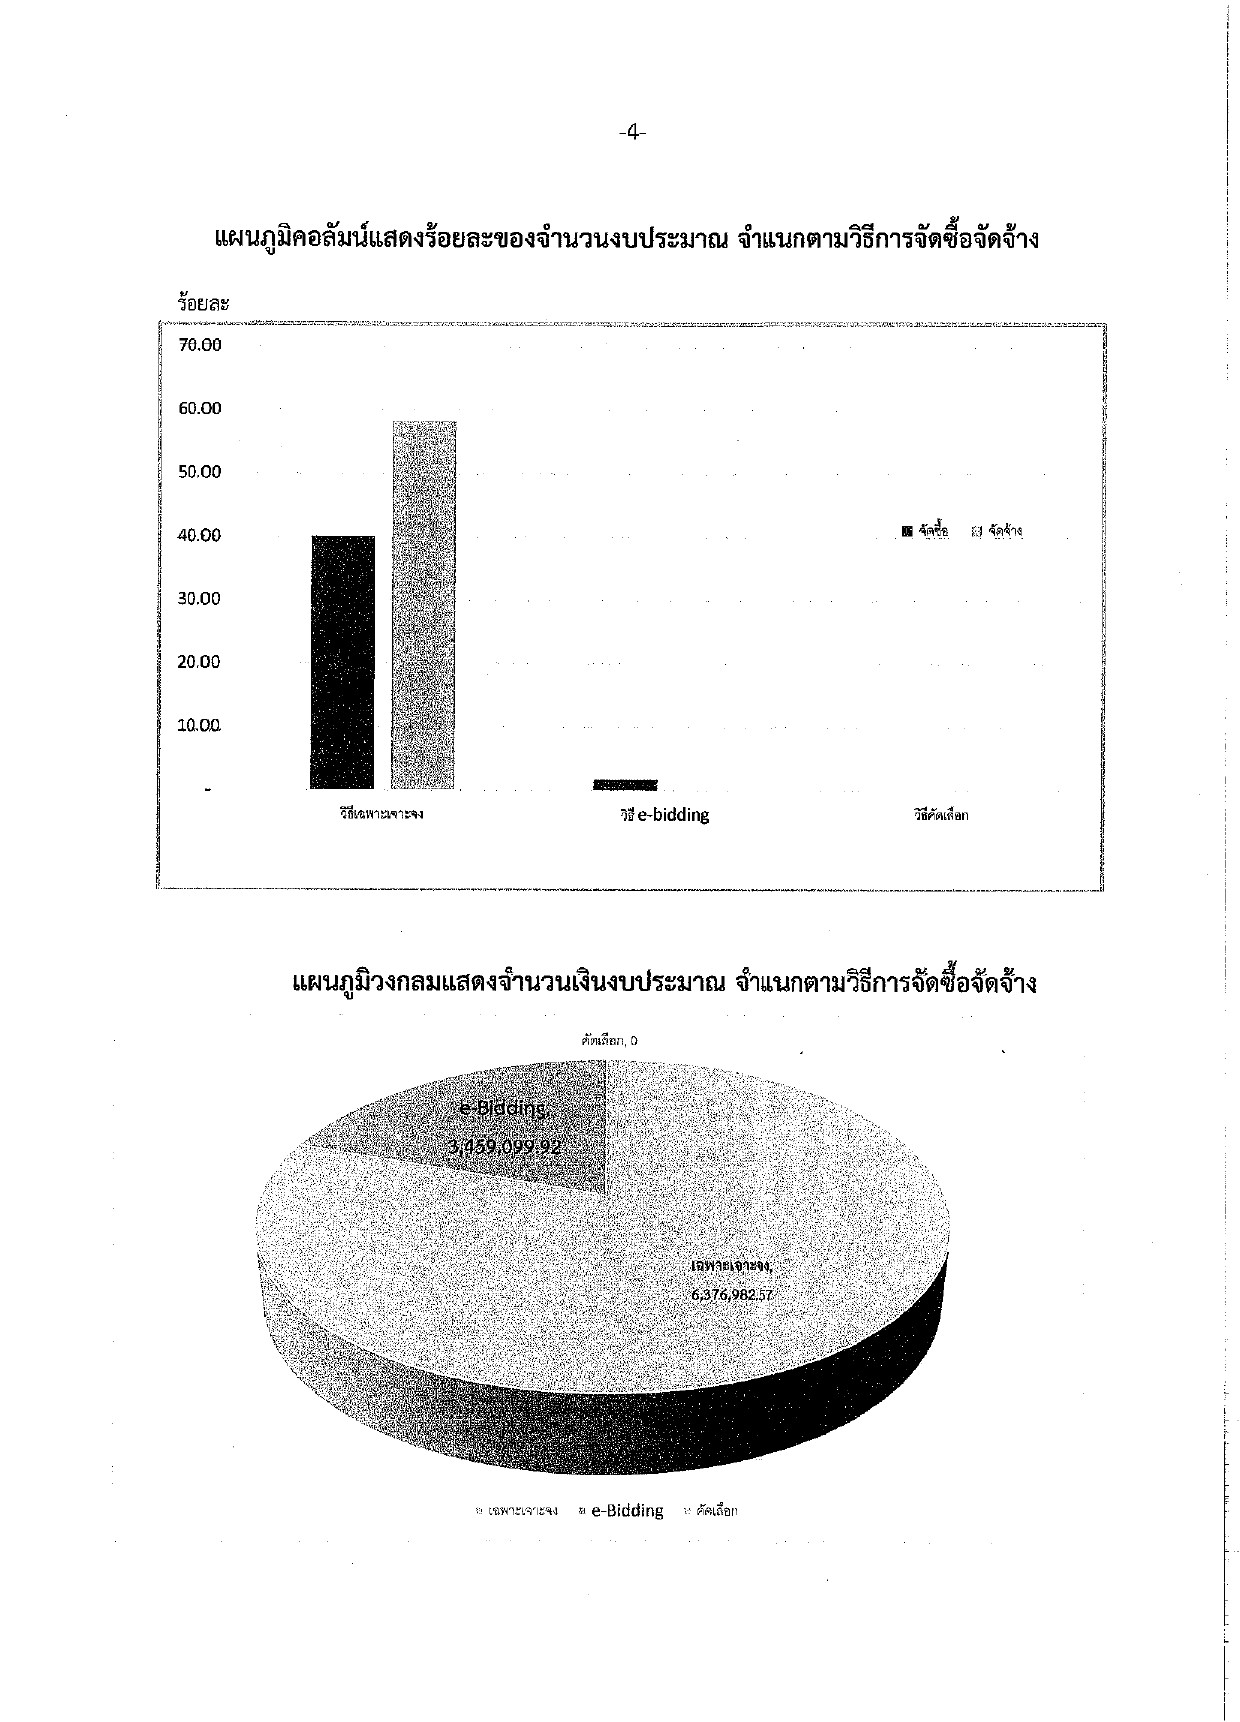 -4-
แผนภูมิคอลัมน์แสดงร้อยละของจำนวนงบประมาณ จำแนกตามวิธีการจัดซื้อจัดจ้าง
ร้อยละ
70.00
60.00
50.00
40.00
30.00
20.00
10.00
-
จัดซื้อ จัดจ้าง
วิธีเฉพาะเจาะจง วิธี e-bidding วิธีคัดเลือก
แผนภูมิวงกลมแสดงจำนวนเงินงบประมาณ จำแนกตามวิธีการจัดซื้อจัดจ้าง
คัดเลือก, 0
e-Bidding,
3,459,099.92
เฉพาะเจาะจง,
6,376,982.57
เฉพาะเจาะจง e-Bidding คัดเลือก